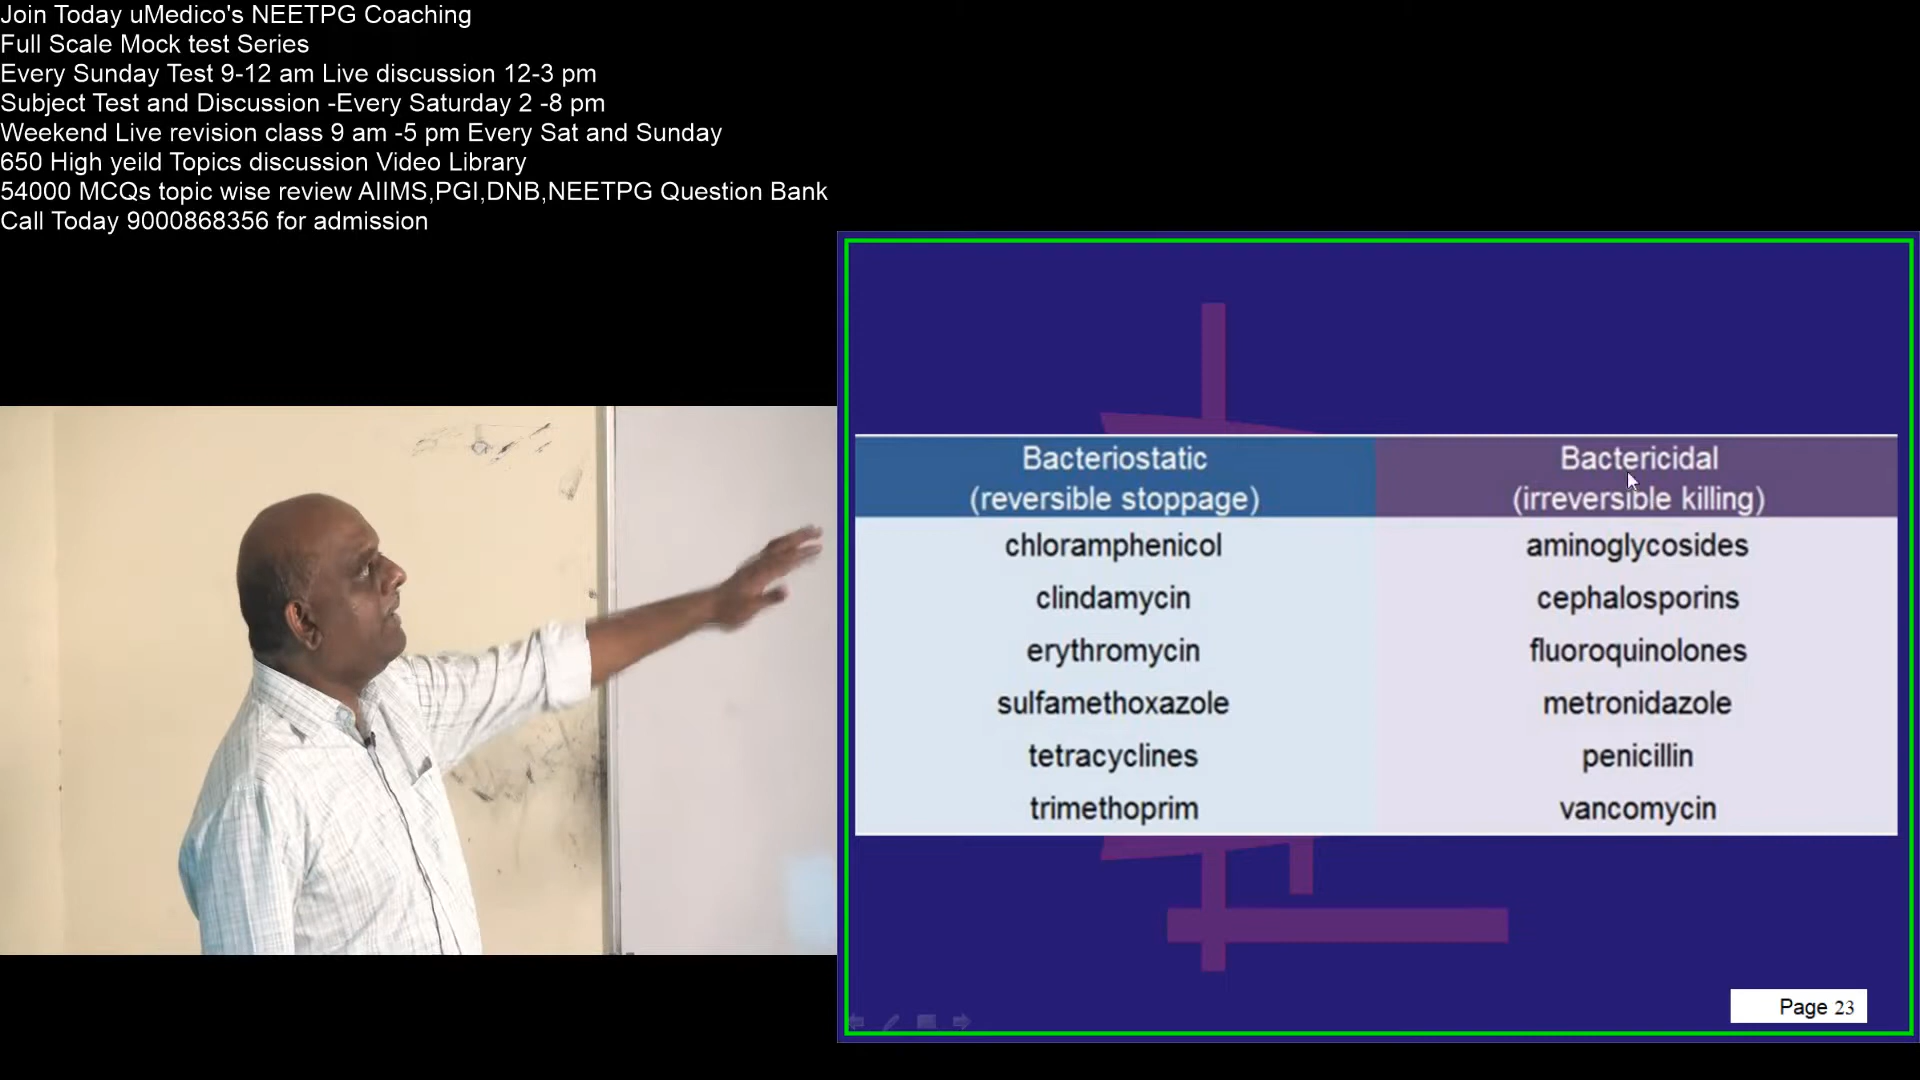 Join Today uMedico's NEETPG Coaching
Full Scale Mock test Series
Every Sunday Test 9-12 am Live discussion 12-3 pm
Subject Test and Discussion -Every Saturday 2 -8 pm
Weekend Live revision class 9 am -5 pm Every Sat and Sunday
650 High yeild Topics discussion Video Library
54000 MCQs topic wise review AIIMS,PGI,DNB,NEETPG Question Bank
Call Today 9000868356 for admission
Bacteriostatic Bactericidal
(reversible stoppage) (irreversible killing)
chloramphenicol aminoglycosides
clindamycin cephalosporins
erythromycin fluoroquinolones
sulfamethoxazole metronidazole
tetracyclines penicillin
trimethoprim vancomycin
Page 23